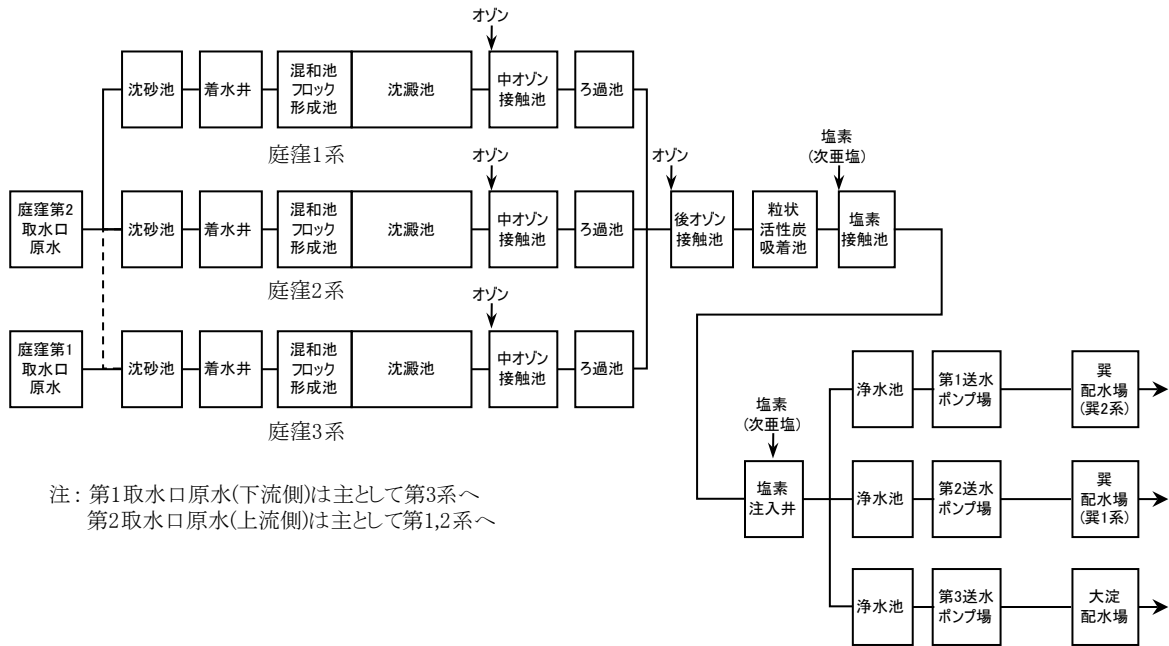 オゾン
沈砂池
着水井
混和池
フロック
形成池
沈澱池
中オゾン
接触池
ろ過池
庭窪1系
庭窪第2
取水口
原水
沈砂池
着水井
混和池
フロック
形成池
沈澱池
オゾン
中オゾン
接触池
ろ過池
庭窪2系
オゾン
後オゾン
接触池
粒状
活性炭
吸着池
塩素
(次亜塩)
塩素
接触池
庭窪第1
取水口
原水
沈砂池
着水井
混和池
フロック
形成池
沈澱池
オゾン
中オゾン
接触池
ろ過池
庭窪3系
塩素
(次亜塩)
塩素
注入井
浄水池
第1送水
ポンプ場
巽
配水場
(巽2系)
浄水池
第2送水
ポンプ場
巽
配水場
(巽1系)
浄水池
第3送水
ポンプ場
大淀
配水場
注: 第1取水口原水(下流側)は主として第3系へ
第2取水口原水(上流側)は主として第1,2系へ